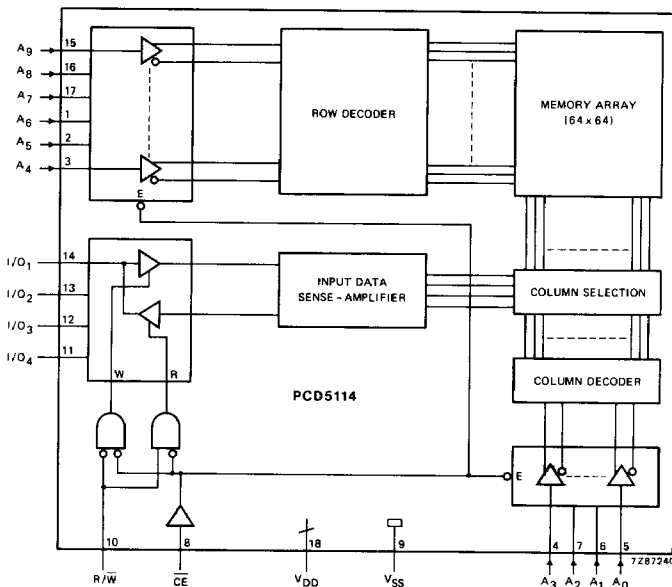 A9 15
A8 16
A7 17
A6 1
A5 2
A4 3
E
ROW DECODER
MEMORY ARRAY
(64 x 64)
I/O1 14
I/O2 13
I/O3 12
I/O4 11
W R
INPUT DATA
SENSE-AMPLIFIER
COLUMN SELECTION
COLUMN DECODER
PCD5114
E
10 8 18 9 4 7 6 5
7Z87240
R/W̅ C̅E̅ VDD VSS A3 A2 A1 A0